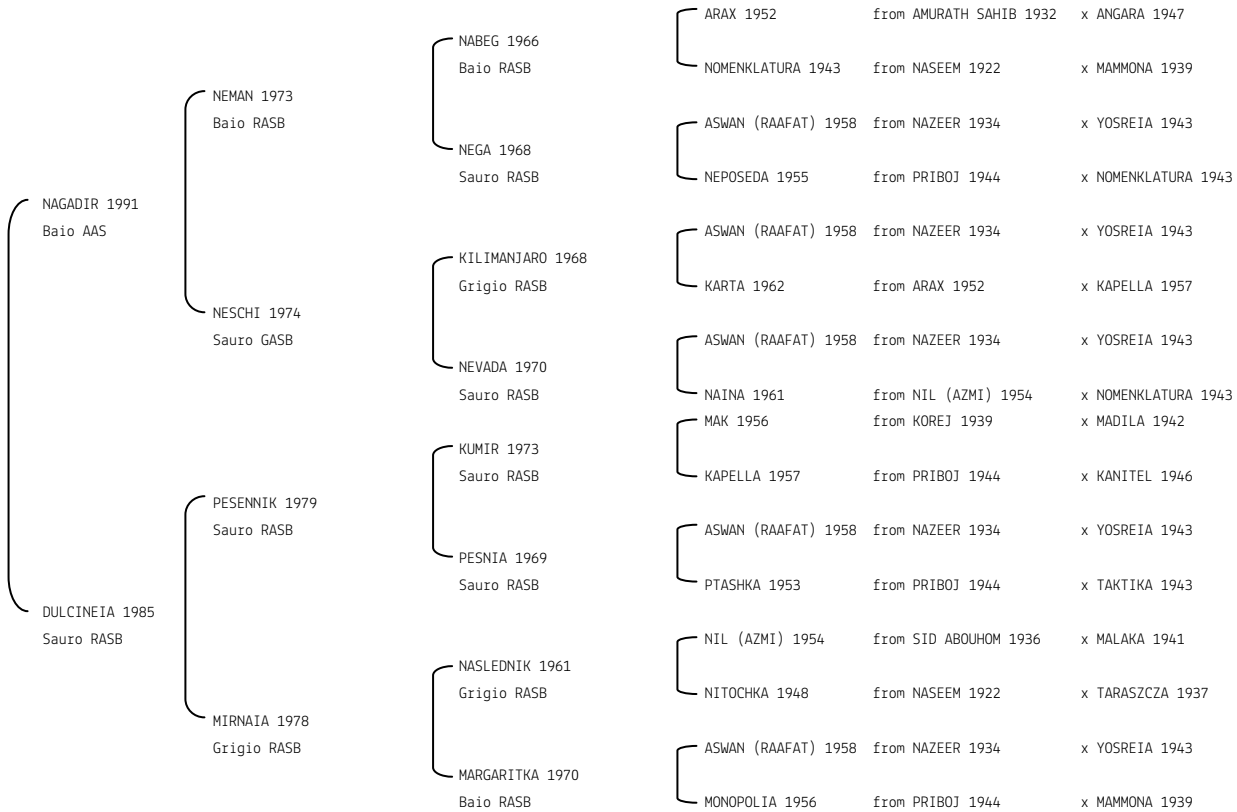 ARAX 1952 from AMURATH SAHIB 1932 x ANGARA 1947
NABEG 1966
Baio RASB NOMENKLATURA 1943 from NASEEM 1922 x MAMMONA 1939
NEMAN 1973
Baio RASB ASWAN (RAAFAT) 1958 from NAZEER 1934 x YOSREIA 1943
NEGA 1968
Sauro RASB NEPOSEDA 1955 from PRIBOJ 1944 x NOMENKLATURA 1943
NAGADIR 1991
Baio AAS ASWAN (RAAFAT) 1958 from NAZEER 1934 x YOSREIA 1943
KILIMANJARO 1968
Grigio RASB KARTA 1962 from ARAX 1952 x KAPELLA 1957
NESCHI 1974
Sauro GASB ASWAN (RAAFAT) 1958 from NAZEER 1934 x YOSREIA 1943
NEVADA 1970
Sauro RASB NAINA 1961 from NIL (AZMI) 1954 x NOMENKLATURA 1943
MAK 1956 from KOREJ 1939 x MADILA 1942
KUMIR 1973
Sauro RASB KAPELLA 1957 from PRIBOJ 1944 x KANITEL 1946
PESENNIK 1979
Sauro RASB ASWAN (RAAFAT) 1958 from NAZEER 1934 x YOSREIA 1943
PESNIA 1969
Sauro RASB PTASHKA 1953 from PRIBOJ 1944 x TAKTIKA 1943
DULCINEIA 1985
Sauro RASB NIL (AZMI) 1954 from SID ABOUHOM 1936 x MALAKA 1941
NASLEDNIK 1961
Grigio RASB NITOCHKA 1948 from NASEEM 1922 x TARASZCZA 1937
MIRNAIA 1978
Grigio RASB ASWAN (RAAFAT) 1958 from NAZEER 1934 x YOSREIA 1943
MARGARITKA 1970
Baio RASB MONOPOLIA 1956 from PRIBOJ 1944 x MAMMONA 1939